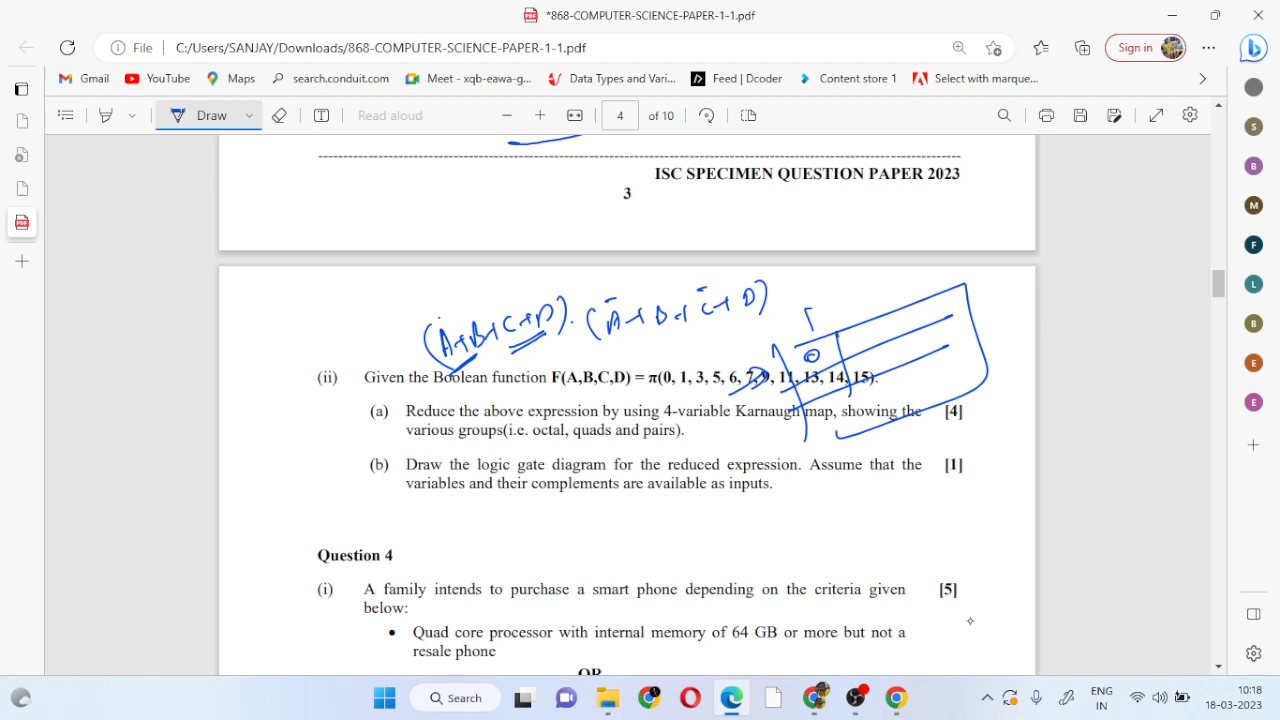 *868-COMPUTER-SCIENCE-PAPER-1-1.pdf
File | C:/Users/SANJAY/Downloads/868-COMPUTER-SCIENCE-PAPER-1-1.pdf
Sign in
Gmail YouTube Maps search.conduit.com Meet - xqb-eawa-g... Data Types and Vari... Feed | Dcoder Content store 1 Select with marque...
Draw Read aloud 4 of 10
ISC SPECIMEN QUESTION PAPER 2023
3
(ii) Given the Boolean function F(A,B,C,D) = π(0, 1, 3, 5, 6, 7, 9, 11, 13, 14, 15).
(a) Reduce the above expression by using 4-variable Karnaugh map, showing the [4]
various groups(i.e. octal, quads and pairs).
(b) Draw the logic gate diagram for the reduced expression. Assume that the [1]
variables and their complements are available as inputs.
Question 4
(i) A family intends to purchase a smart phone depending on the criteria given [5]
below:
• Quad core processor with internal memory of 64 GB or more but not a
resale phone
OR
Search
ENG
IN
10:18
18-03-2023
S
B
M
F
L
B
E
E